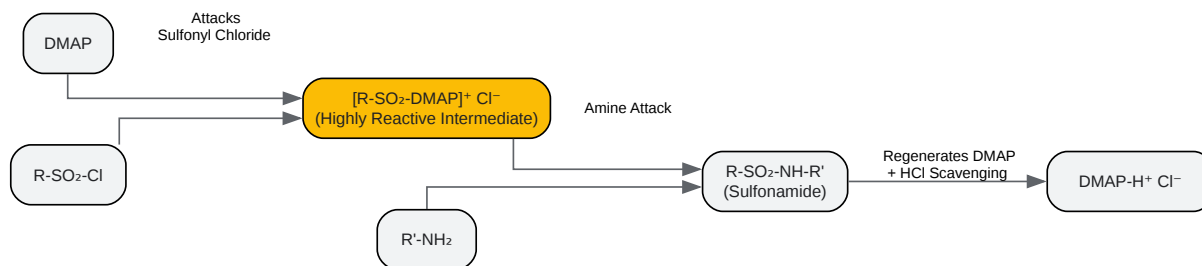 DMAP
Attacks
Sulfonyl Chloride
R-SO₂-Cl
[R-SO₂-DMAP]⁺ Cl⁻
(Highly Reactive Intermediate)
Amine Attack
R'-NH₂
R-SO₂-NH-R'
(Sulfonamide)
Regenerates DMAP
+ HCl Scavenging
DMAP-H⁺ Cl⁻